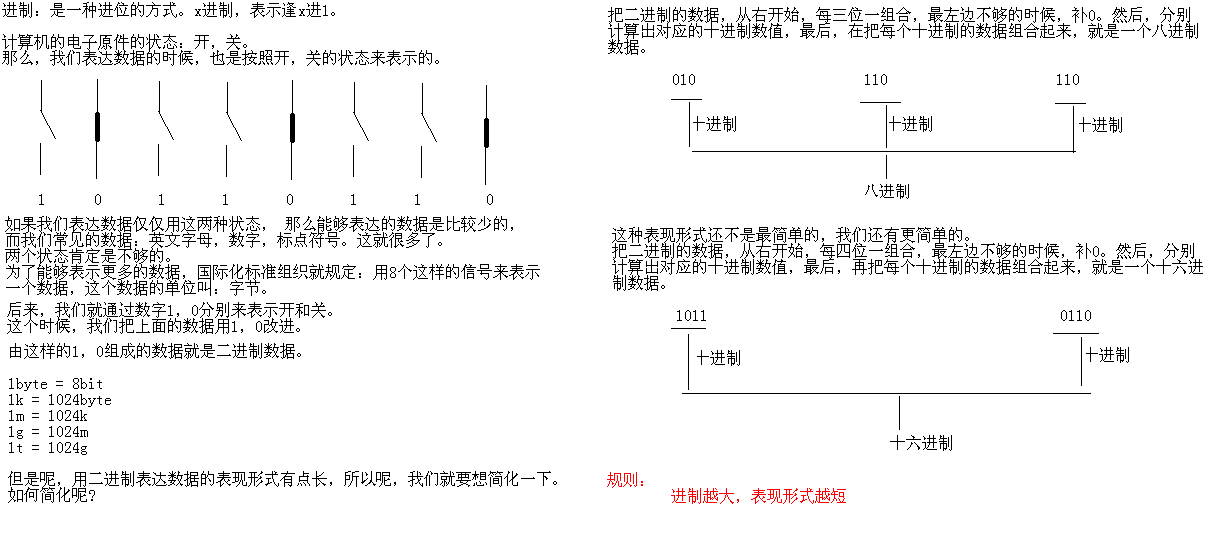 进制：是一种进位的方式。x进制，表示逢x进1。
计算机的电子原件的状态：开，关。
那么，我们表达数据的时候，也是按照开，关的状态来表示的。
1 0 1 1 0 1 1 0
如果我们表达数据仅仅用这两种状态， 那么能够表达的数据是比较少的，
而我们常见的数据：英文字母，数字，标点符号。这就很多了。
两个状态肯定是不够的。
为了能够表示更多的数据，国际化标准组织就规定：用8个这样的信号来表示
一个数据，这个数据的单位叫：字节。
后来，我们就通过数字1，0分别来表示开和关。
这个时候，我们把上面的数据用1，0改进。
由这样的1，0组成的数据就是二进制数据。
1byte = 8bit
1k = 1024byte
1m = 1024k
1g = 1024m
1t = 1024g
但是呢，用二进制表达数据的表现形式有点长，所以呢，我们就要想简化一下。
如何简化呢?
把二进制的数据，从右开始，每三位一组合，最左边不够的时候，补0。然后，分别
计算出对应的十进制数值，最后，在把每个十进制的数据组合起来，就是一个八进制
数据。
010 110 110
十进制 十进制 十进制
八进制
这种表现形式还不是最简单的，我们还有更简单的。
把二进制的数据，从右开始，每四位一组合，最左边不够的时候，补0。然后，分别
计算出对应的十进制数值，最后，再把每个十进制的数据组合起来，就是一个十六进
制数据。
1011 0110
十进制 十进制
十六进制
规则：
进制越大，表现形式越短